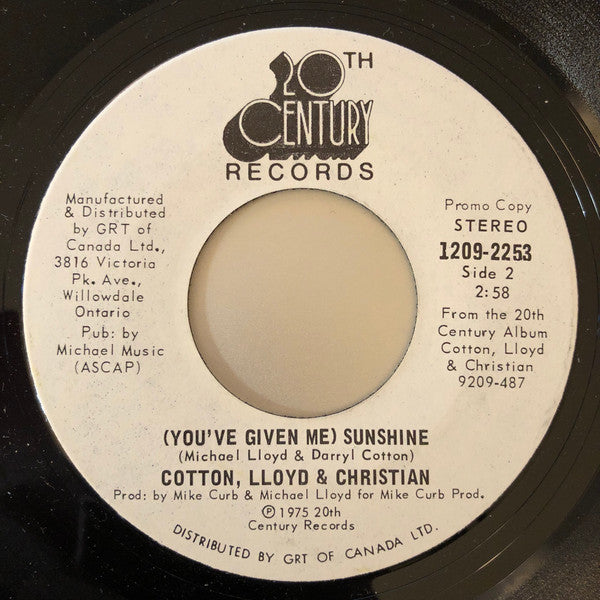 20TH
CENTURY
RECORDS
Manufactured
& Distributed
by GRT of
Canada Ltd.,
3816 Victoria
Pk. Ave.,
Willowdale
Ontario
Pub: by
Michael Music
(ASCAP)
Promo Copy
STEREO
1209-2253
Side 2
2:58
From the 20th
Century Album
Cotton, Lloyd
& Christian
9209-487
(YOU'VE GIVEN ME) SUNSHINE
(Michael Lloyd & Darryl Cotton)
COTTON, LLOYD & CHRISTIAN
Prod: by Mike Curb & Michael Lloyd for Mike Curb Prod.
℗ 1975 20th
Century Records
DISTRIBUTED BY GRT OF CANADA LTD.